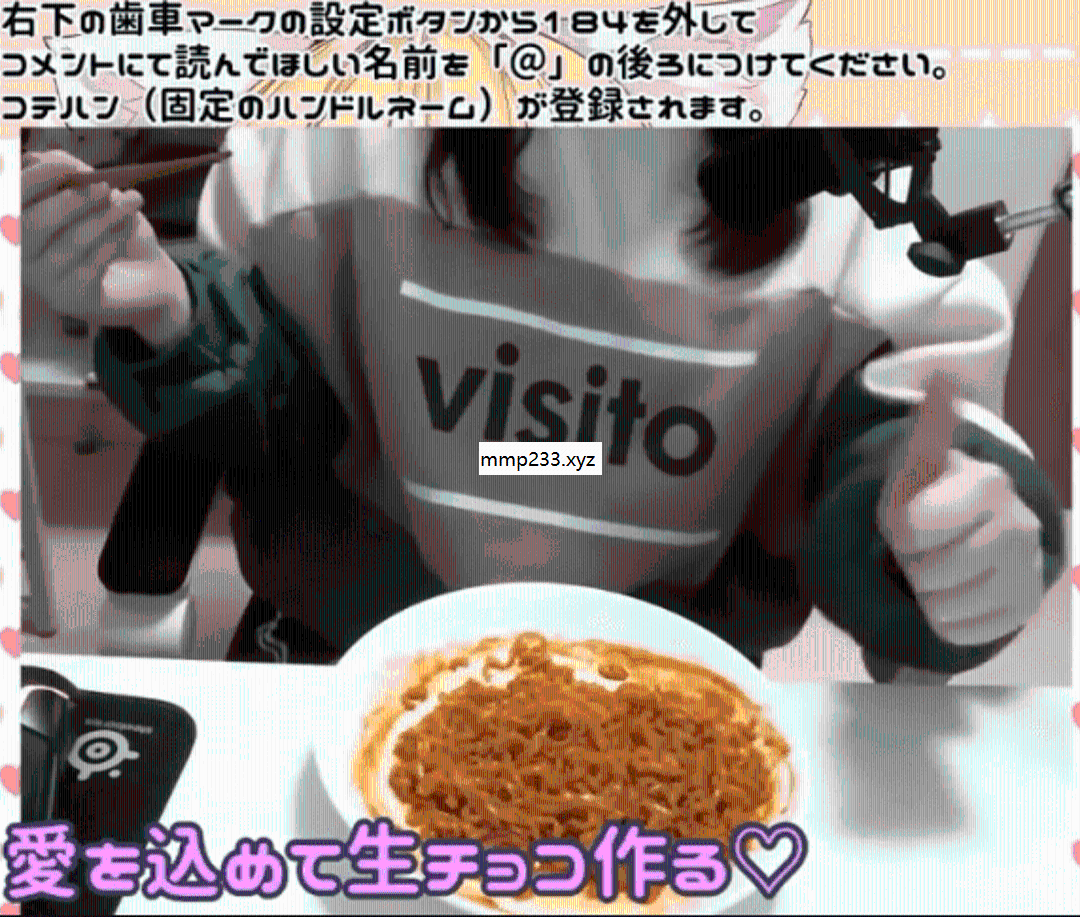 右下の歯車マークの設定ボタンから184を外して
コメントにて読んでほしい名前を「@」の後ろにつけてください。
コテハン（固定のハンドルネーム）が登録されます。
visito
mmp233.xyz
愛を込めて生チョコ作る♡